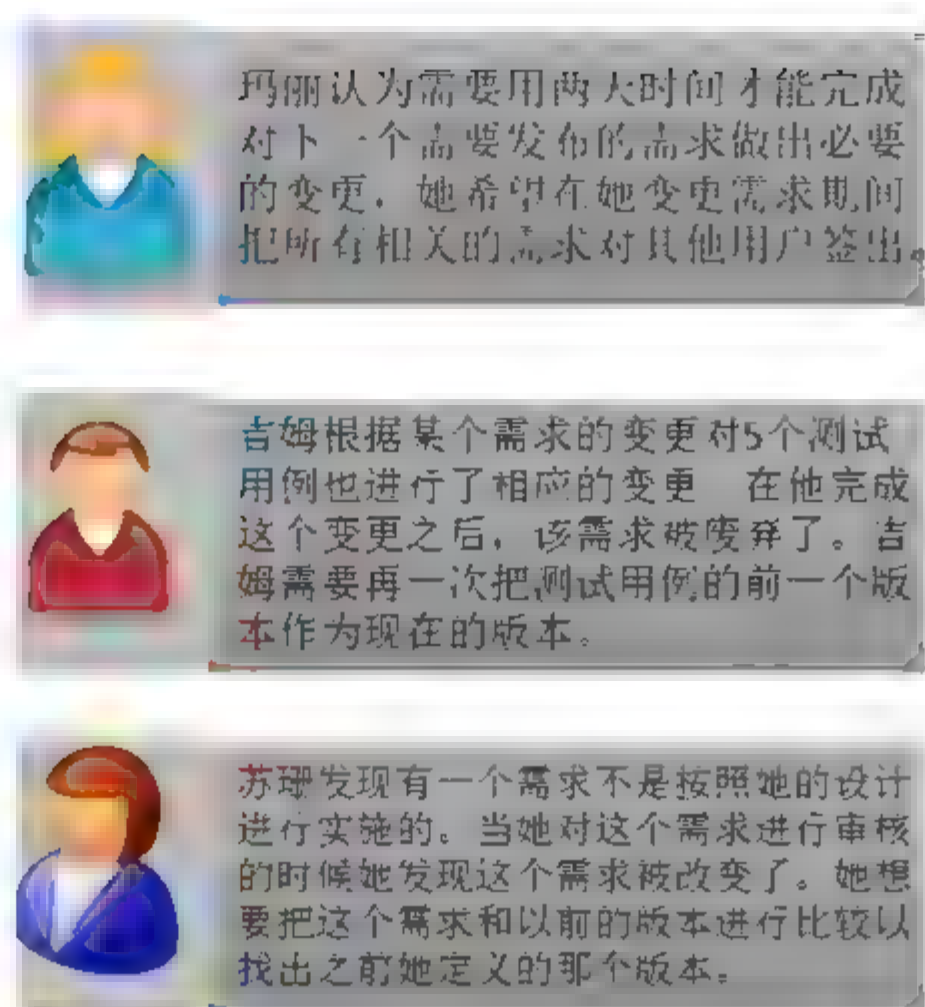 玛丽认为需要用两天时间才能完成
对下一个需要发布的需求做出必要
的变更，她希望在她变更需求期间
把所有相关的需求对其他用户签出。
吉姆根据某个需求的变更对5个测试
用例也进行了相应的变更 在他完成
这个变更之后，该需求被废弃了。吉
姆需要再一次把测试用例的前一个版
本作为现在的版本。
苏珊发现有一个需求不是按照她的设计
进行实施的。当她对这个需求进行审核
的时候她发现这个需求被改变了。她想
要把这个需求和以前的版本进行比较以
找出之前她定义的那个版本。